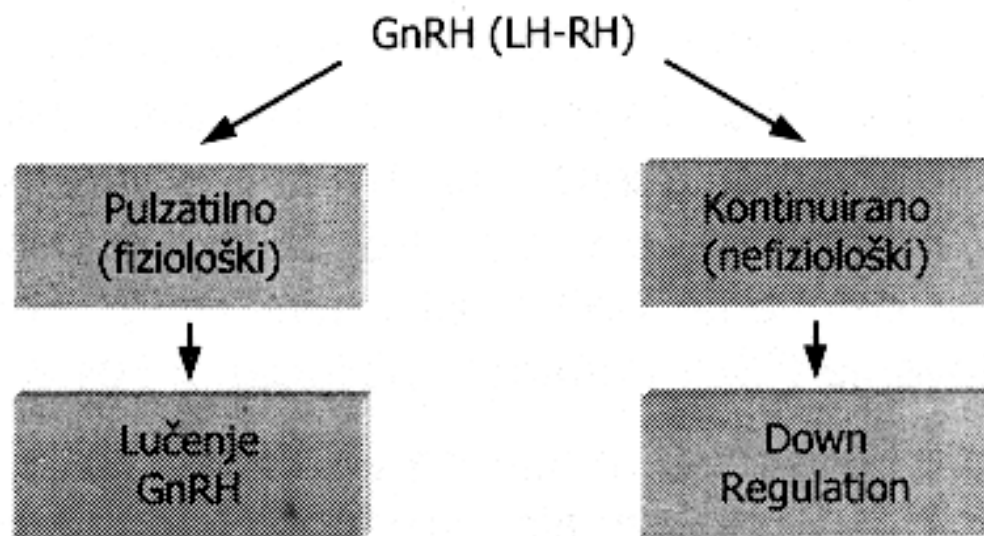 GnRH (LH-RH)
Pulzatilno
(fiziološki)
Lučenje
GnRH
Kontinuirano
(nefiziološki)
Down
Regulation